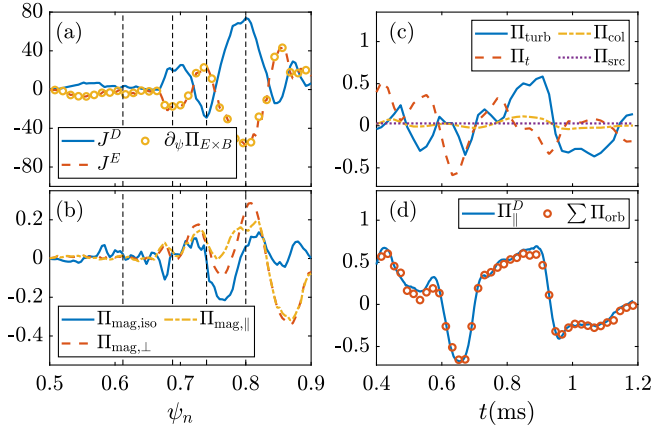 (a)
80
40
0
-40
-80
J^D
∂_ψ Π_{E×B}
J^E
(b)
0.2
0
-0.2
-0.4
Π_{mag,iso}
Π_{mag,∥}
Π_{mag,⊥}
0.5 0.6 0.7 0.8 0.9
ψ_n
(c)
Π_{turb}
Π_{col}
Π_t
Π_{src}
0.5
0
-0.5
(d)
Π_∥^D
∑ Π_{orb}
0.5
0
-0.5
0.4 0.6 0.8 1 1.2
t(ms)